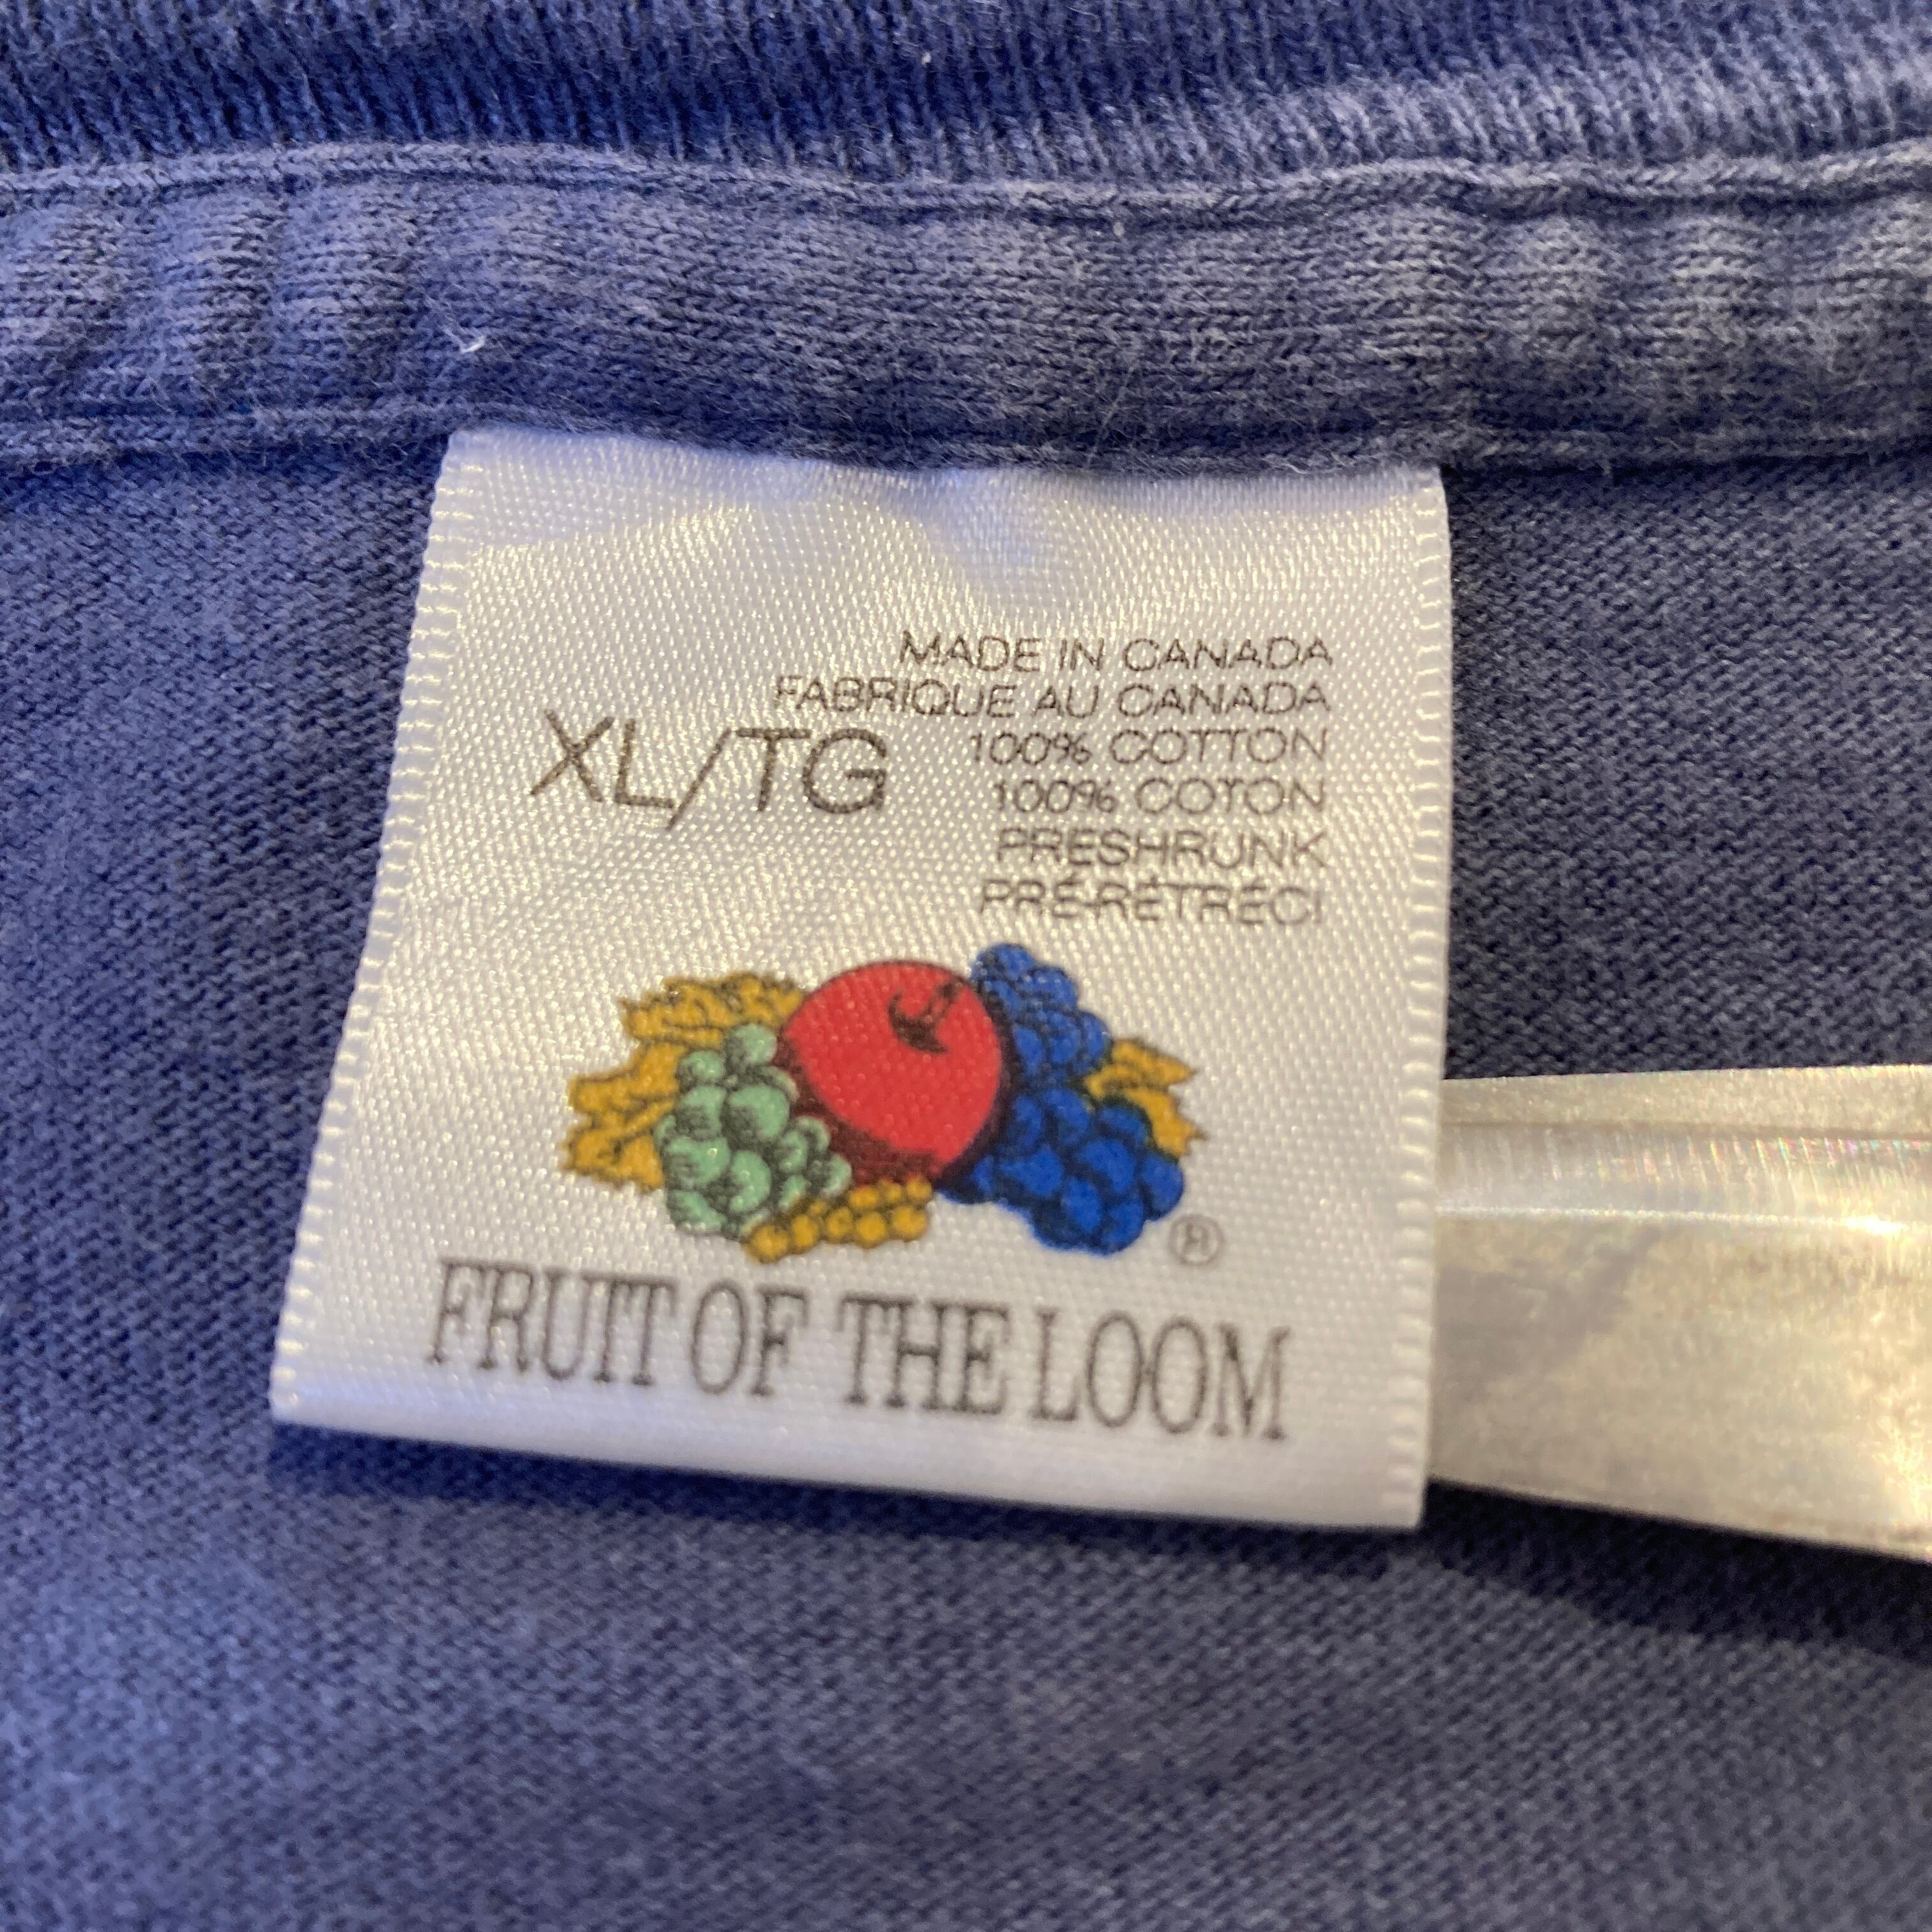 MADE IN CANADA
FABRIQUE AU CANADA
XL/TG
100% COTTON
100% COTON
PRESHRUNK
PRÉ-RÉTRÉCI
®
FRUIT OF THE LOOM